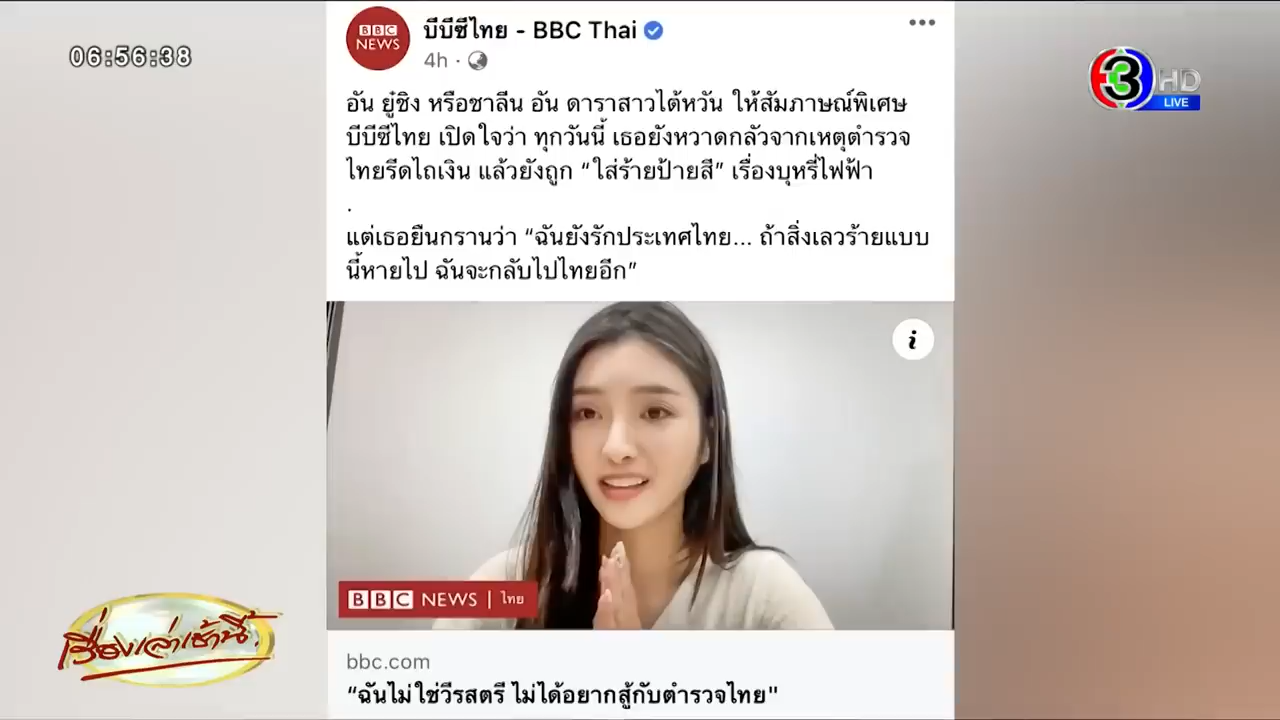 06:56:38
BBC
NEWS
บีบีซีไทย - BBC Thai
4h ·
3 HD
LIVE
อัน ยู๋ชิง หรือชาลีน อัน ดาราสาวไต้หวัน ให้สัมภาษณ์พิเศษ
บีบีซีไทย เปิดใจว่า ทุกวันนี้ เธอยังหวาดกลัวจากเหตุตำรวจ
ไทยรีดไถเงิน แล้วยังถูก “ใส่ร้ายป้ายสี” เรื่องบุหรี่ไฟฟ้า
.
แต่เธอยืนกรานว่า “ฉันยังรักประเทศไทย... ถ้าสิ่งเลวร้ายแบบ
นี้หายไป ฉันจะกลับไปไทยอีก”
i
BBC NEWS | ไทย
เรื่องเล่าเช้านี้
bbc.com
“ฉันไม่ใช่วีรสตรี ไม่ได้อยากสู้กับตำรวจไทย"